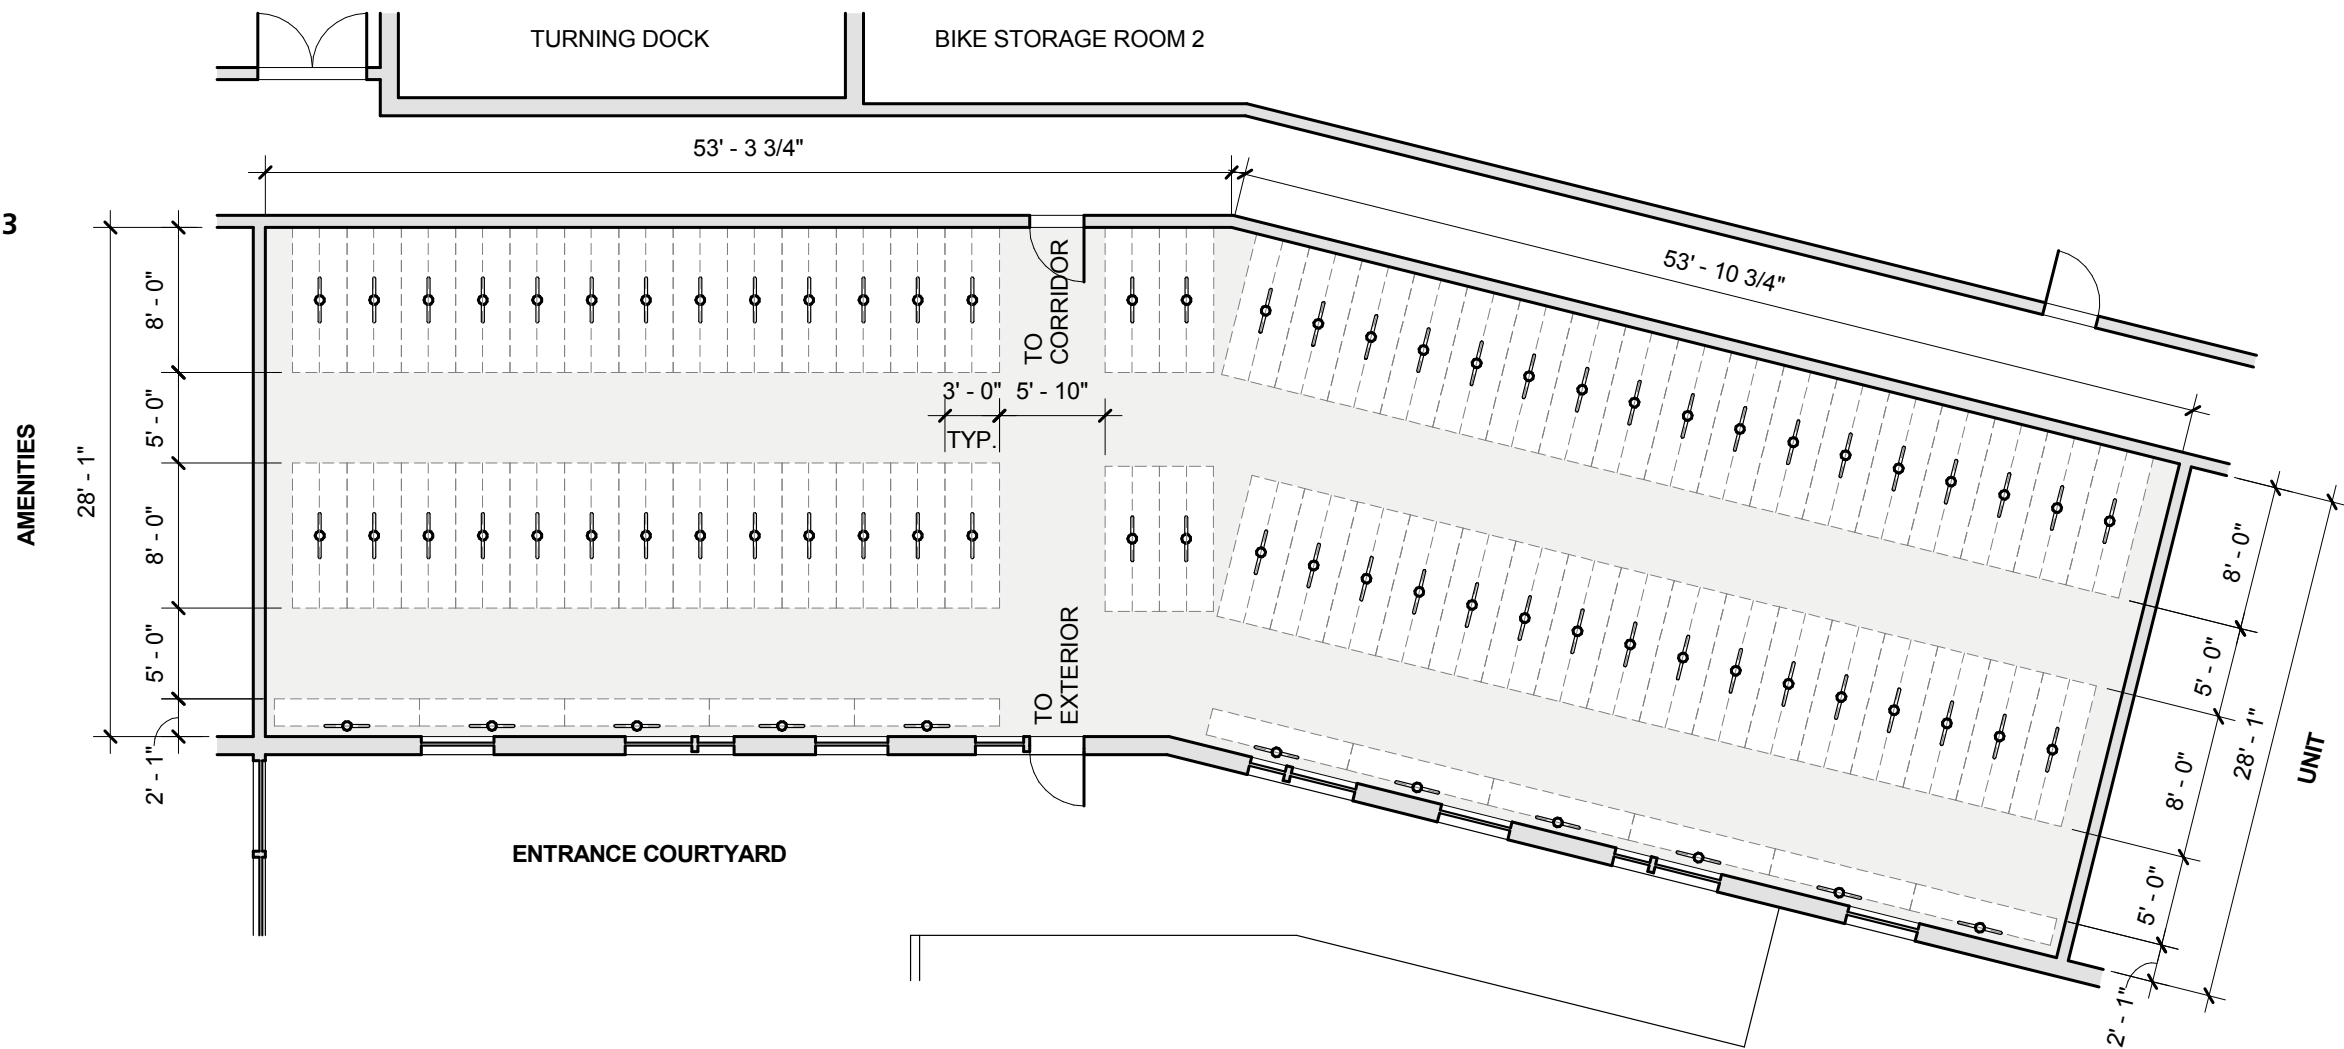 TURNING DOCK
BIKE STORAGE ROOM 2
53' - 3 3/4"
3
53' - 10 3/4"
AMENITIES
28' - 1"
8' - 0"
5' - 0"
8' - 0"
5' - 0"
2' - 1"
TO
CORRIDOR
3' - 0"
TYP.
5' - 10"
TO
EXTERIOR
8' - 0"
5' - 0"
8' - 0"
5' - 0"
2' - 1"
28' - 1"
UNIT
ENTRANCE COURTYARD